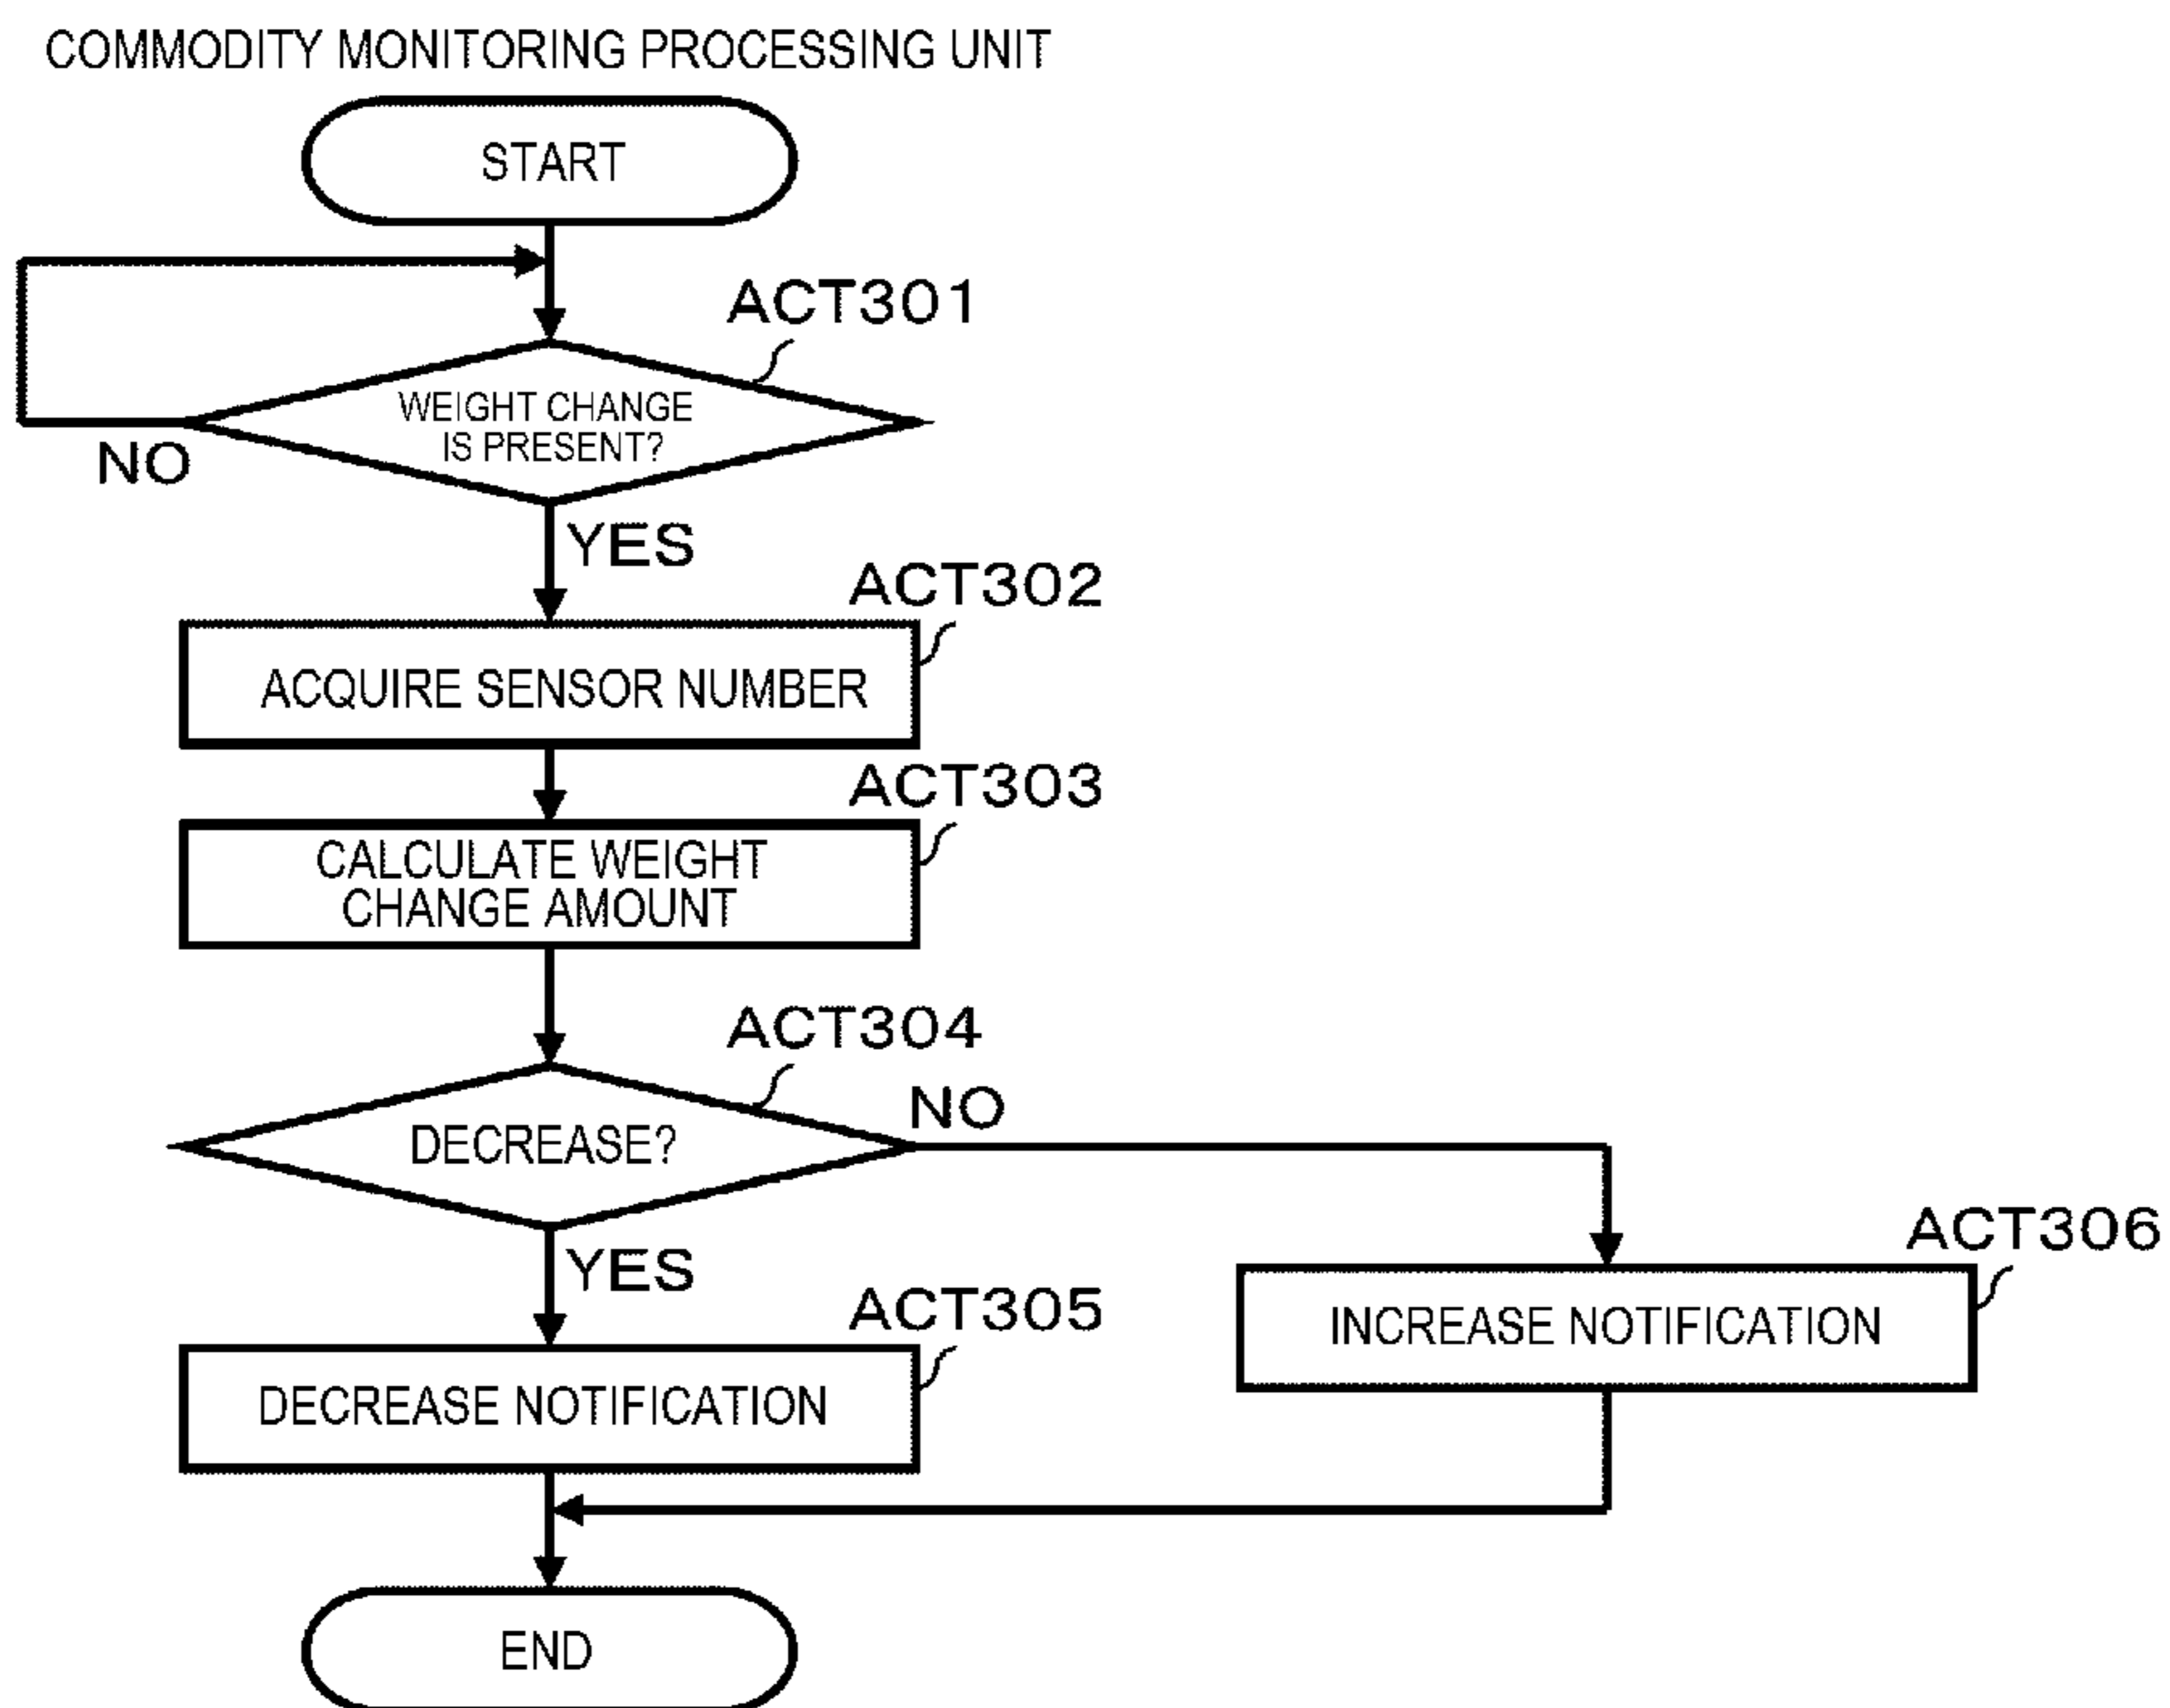 COMMODITY MONITORING PROCESSING UNIT
START
ACT301
WEIGHT CHANGE
IS PRESENT?
NO
YES
ACT302
ACQUIRE SENSOR NUMBER
ACT303
CALCULATE WEIGHT
CHANGE AMOUNT
ACT304
DECREASE?
NO
YES
ACT305
DECREASE NOTIFICATION
ACT306
INCREASE NOTIFICATION
END